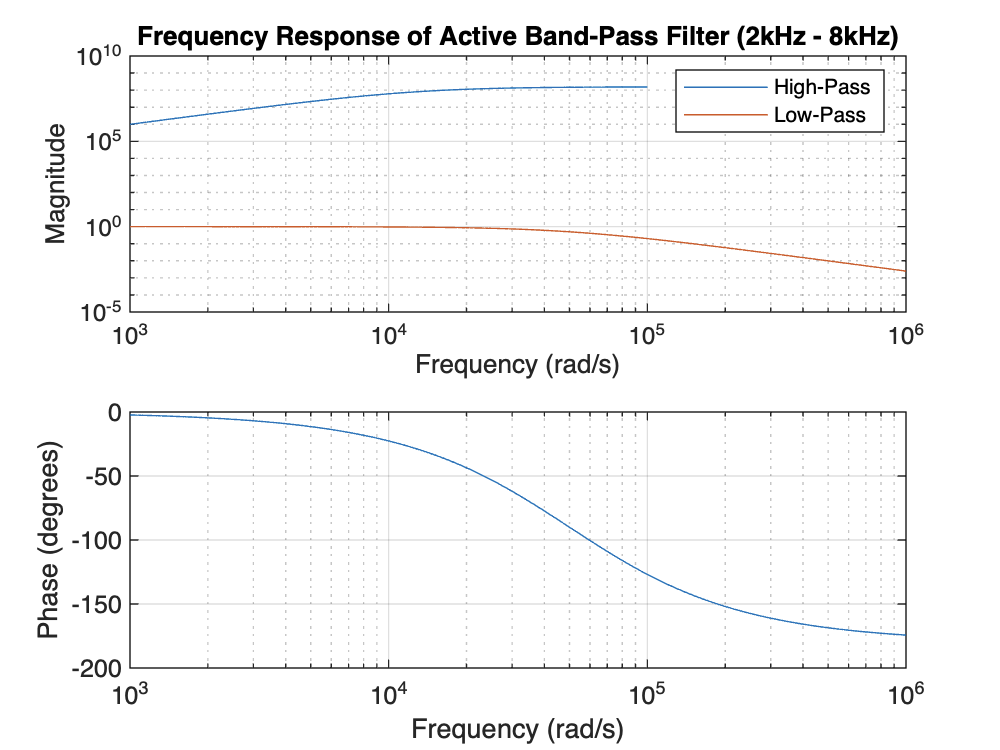 Frequency Response of Active Band-Pass Filter (2kHz - 8kHz)
10^10
10^5
10^0
10^-5
Magnitude
High-Pass
Low-Pass
10^3 10^4 10^5 10^6
Frequency (rad/s)
0
-50
-100
-150
-200
Phase (degrees)
10^3 10^4 10^5 10^6
Frequency (rad/s)